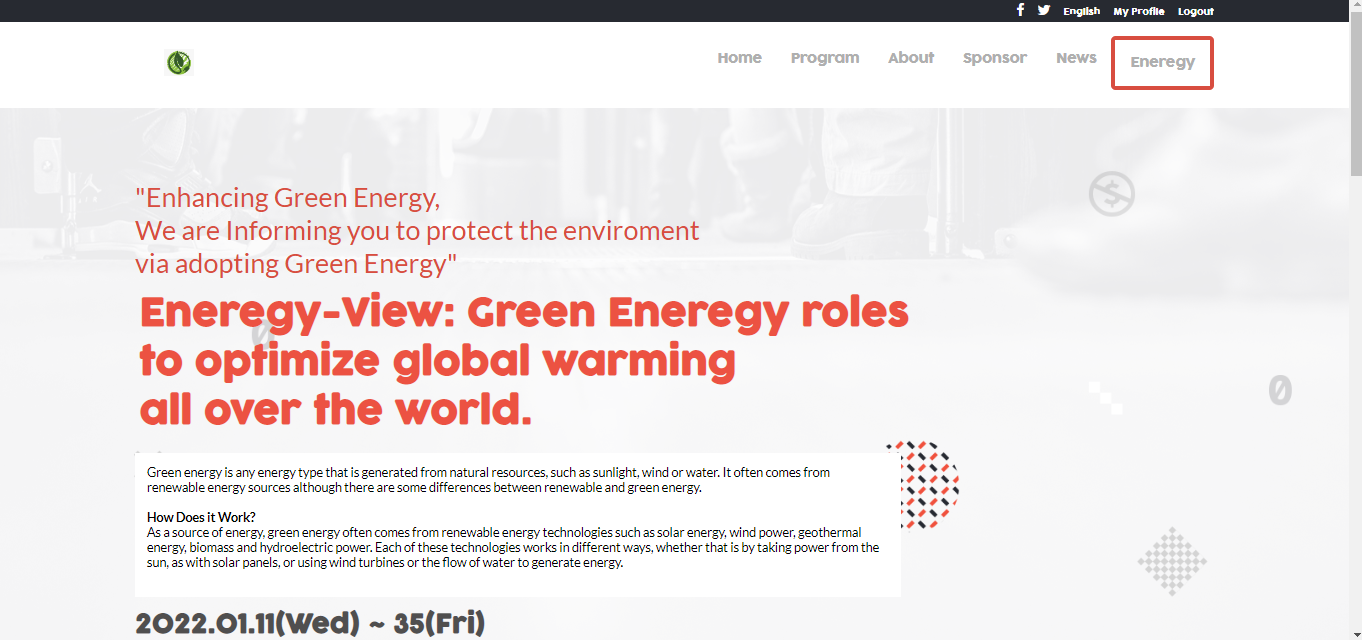 English My Profile Logout
Home Program About Sponsor News Eneregy
"Enhancing Green Energy,
We are Informing you to protect the enviroment
via adopting Green Energy"
Eneregy-View: Green Eneregy roles
to optimize global warming
all over the world.
Green energy is any energy type that is generated from natural resources, such as sunlight, wind or water. It often comes from
renewable energy sources although there are some differences between renewable and green energy.
How Does it Work?
As a source of energy, green energy often comes from renewable energy technologies such as solar energy, wind power, geothermal
energy, biomass and hydroelectric power. Each of these technologies works in different ways, whether that is by taking power from the
sun, as with solar panels, or using wind turbines or the flow of water to generate energy.
2022.01.11(Wed) ~ 35(Fri)